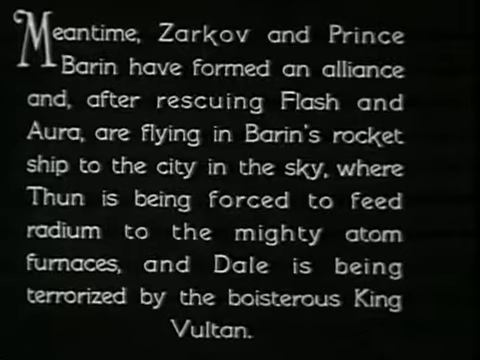 Meantime, Zarkov and Prince
Barin have formed an alliance
and, after rescuing Flash and
Aura, are flying in Barin's rocket
ship to the city in the sky, where
Thun is being forced to feed
radium to the mighty atom
furnaces, and Dale is being
terrorized by the boisterous King
Vultan.